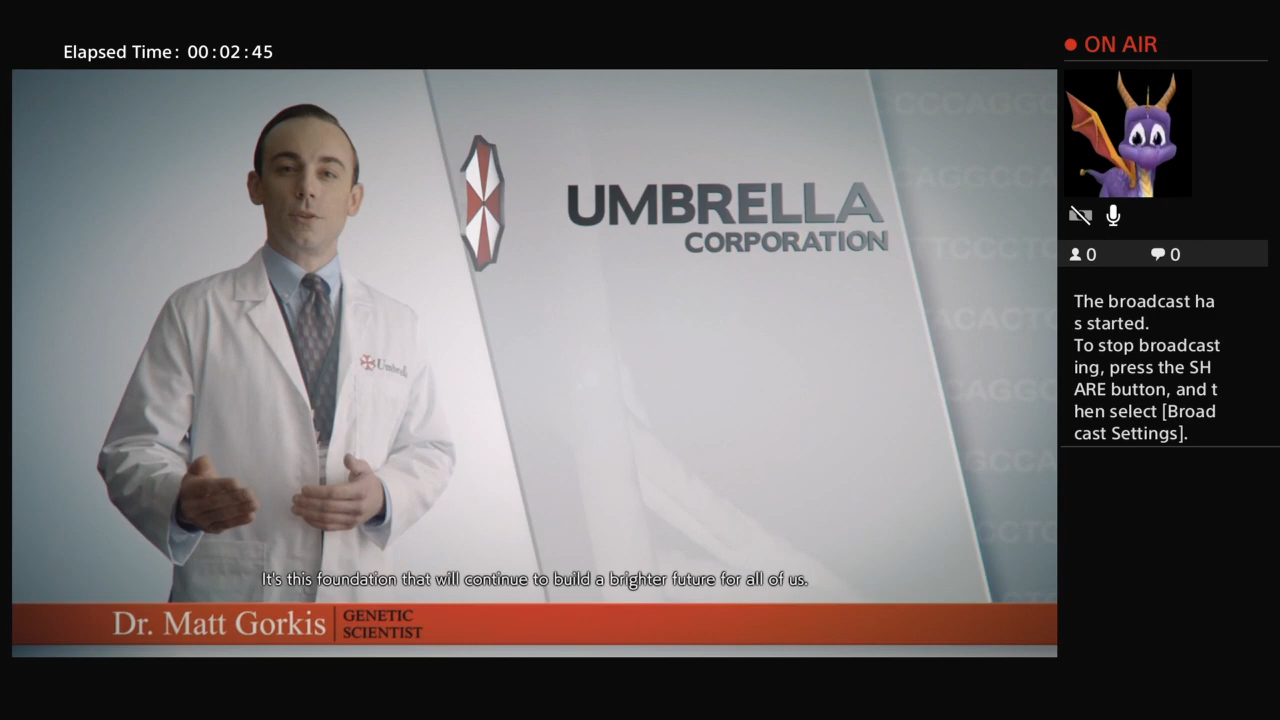 Elapsed Time: 00:02:45
ON AIR
CCCAGGC
UMBRELLA
CORPORATION
Umbrella
0
0
The broadcast ha
s started.
To stop broadcast
ing, press the SH
ARE button, and t
hen select [Broad
cast Settings].
It's this foundation that will continue to build a brighter future for all of us.
Dr. Matt Gorkis
GENETIC
SCIENTIST